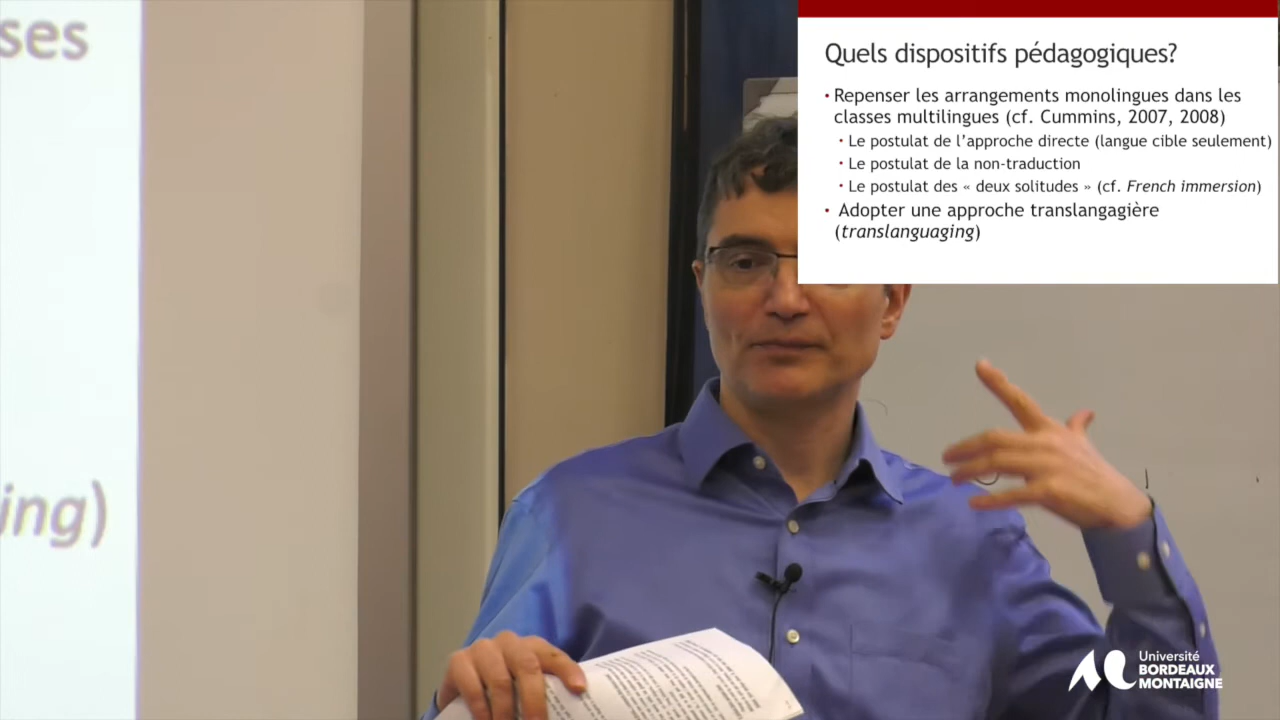 ses
ing)
Quels dispositifs pédagogiques?
• Repenser les arrangements monolingues dans les
classes multilingues (cf. Cummins, 2007, 2008)
• Le postulat de l'approche directe (langue cible seulement)
• Le postulat de la non-traduction
• Le postulat des « deux solitudes » (cf. French immersion)
• Adopter une approche translangagière
(translanguaging)
Université
BORDEAUX
MONTAIGNE